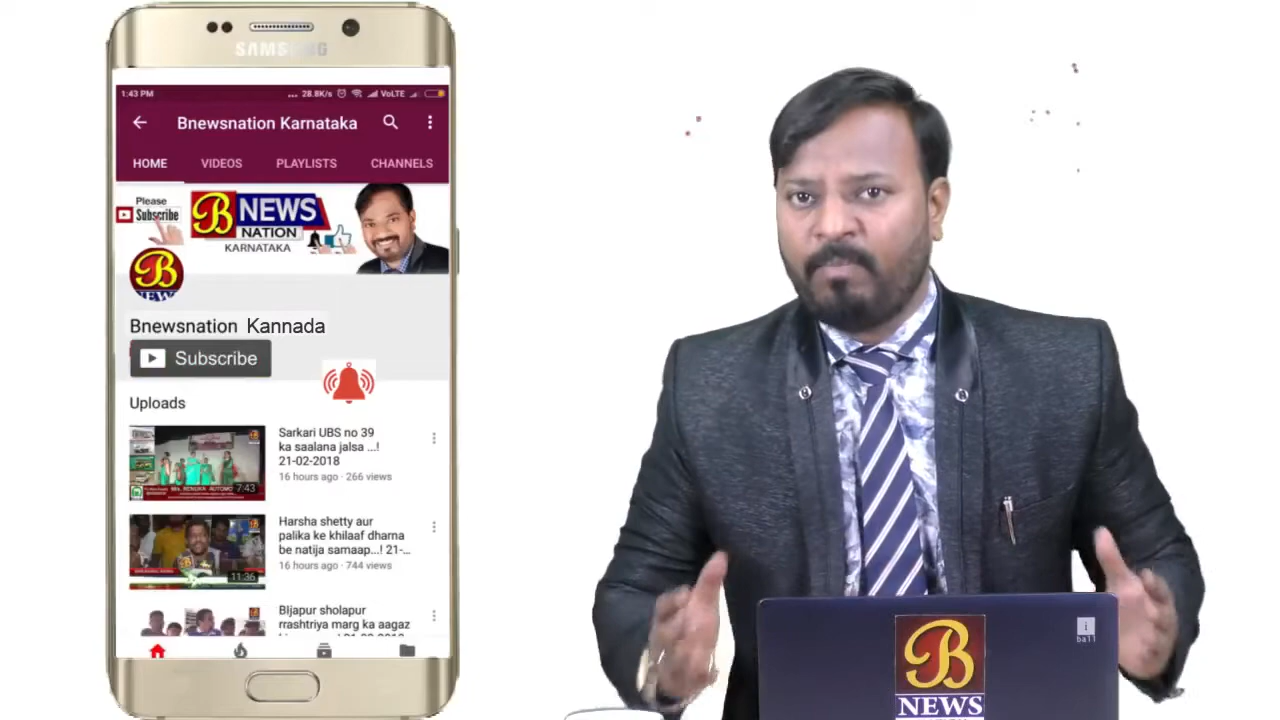 SAMSUNG
1:43 PM
... 28.8K/s VoLTE
Bnewsnation Karnataka
HOME VIDEOS PLAYLISTS CHANNELS
Please
Subscribe
B NEWS
NATION
KARNATAKA
B
NEW
Bnewsnation Kannada
Subscribe
Uploads
Sarkari UBS no 39
ka saalana jalsa ...!
21-02-2018
16 hours ago · 266 views
7:43
Harsha shetty aur
palika ke khilaaf dharna
be natija samaap...! 21-...
16 hours ago · 744 views
11:36
BIjapur sholapur
rrashtriya marg ka aagaz
i
ball
B
NEWS